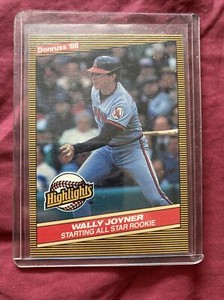 Donruss '86
Highlights
WALLY JOYNER
STARTING ALL STAR ROOKIE